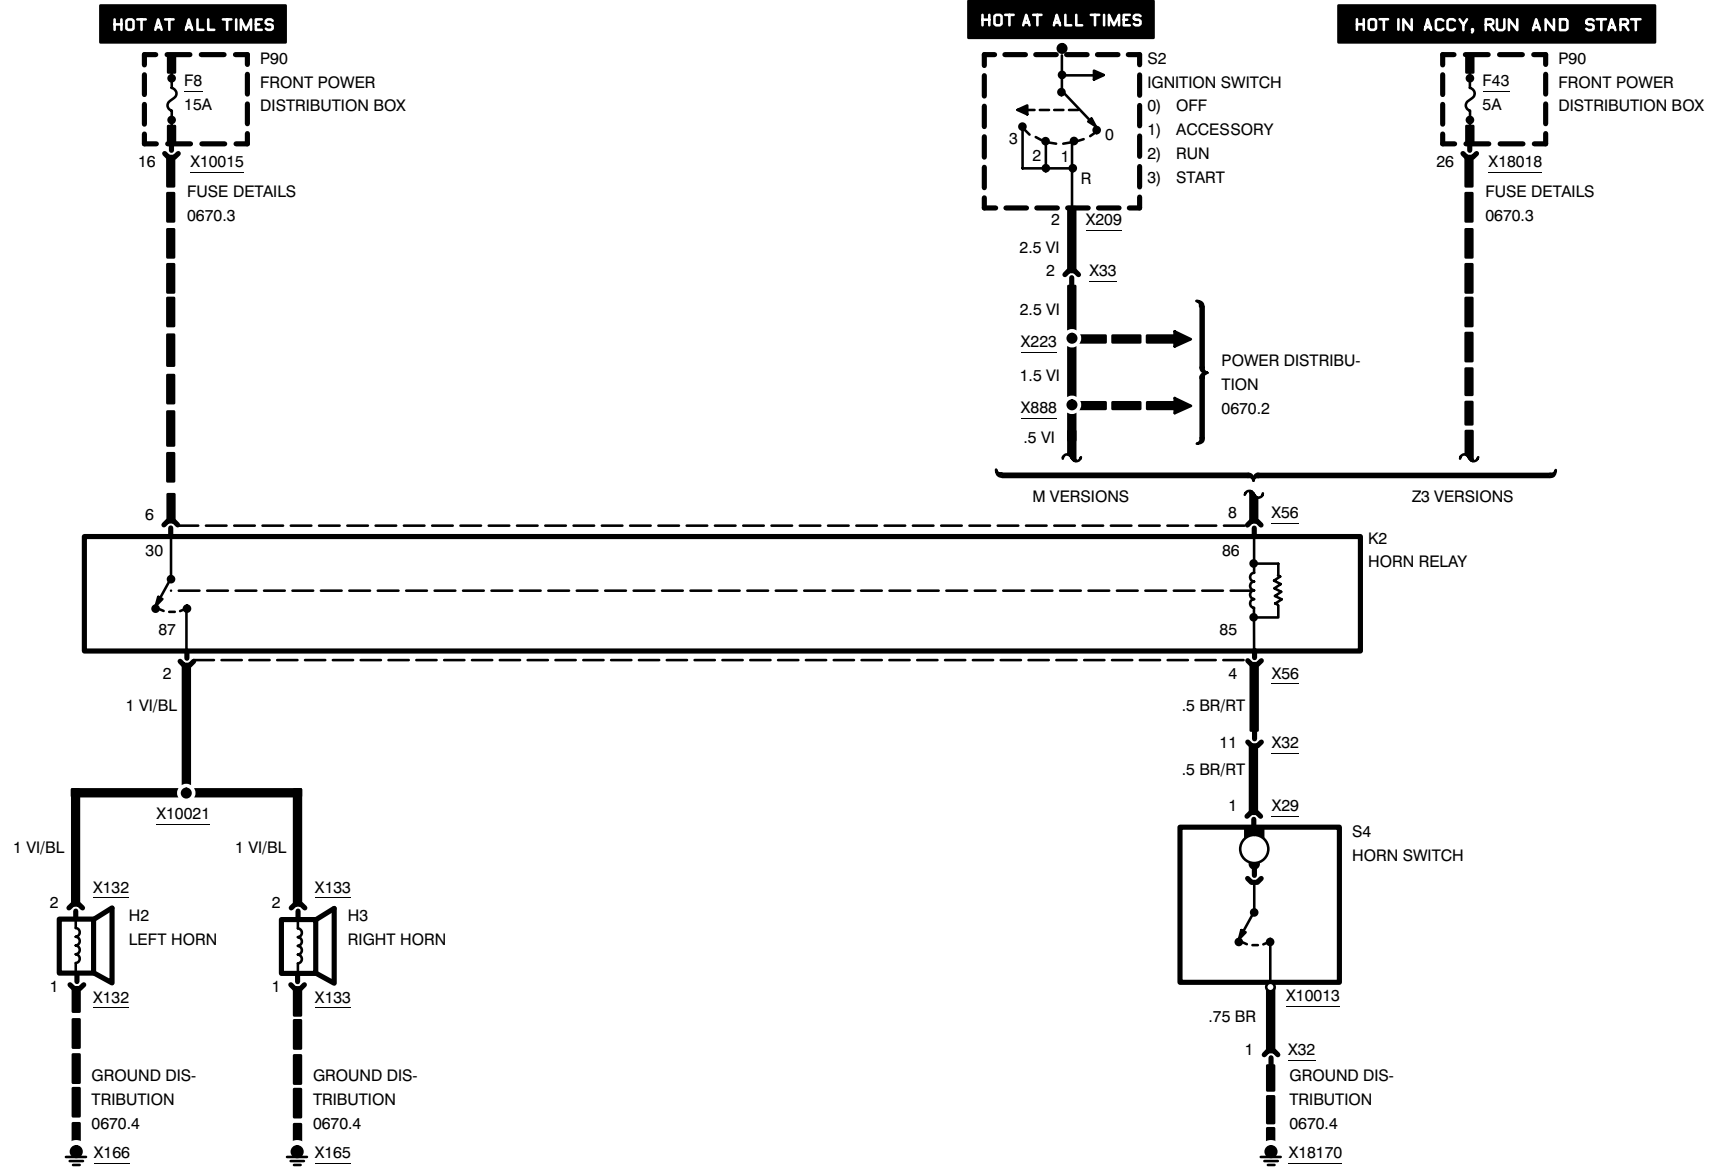 HOT AT ALL TIMES
HOT AT ALL TIMES
HOT IN ACCY, RUN AND START
P90
FRONT POWER
DISTRIBUTION BOX
F8
15A
16
X10015
FUSE DETAILS
0670.3
S2
IGNITION SWITCH
0) OFF
1) ACCESSORY
2) RUN
3) START
0
3
2
1
R
2
X209
2.5 VI
2
X33
2.5 VI
X223
1.5 VI
X888
.5 VI
POWER DISTRIBU-
TION
0670.2
P90
FRONT POWER
DISTRIBUTION BOX
F43
5A
26
X18018
FUSE DETAILS
0670.3
M VERSIONS
Z3 VERSIONS
6
8
X56
K2
HORN RELAY
30
86
87
85
2
4
X56
1 VI/BL
.5 BR/RT
11
X32
.5 BR/RT
1
X29
X10021
1 VI/BL
1 VI/BL
X132
2
H2
LEFT HORN
1
X132
X133
2
H3
RIGHT HORN
1
X133
S4
HORN SWITCH
X10013
.75 BR
1
X32
GROUND DIS-
TRIBUTION
0670.4
X166
GROUND DIS-
TRIBUTION
0670.4
X165
GROUND DIS-
TRIBUTION
0670.4
X18170